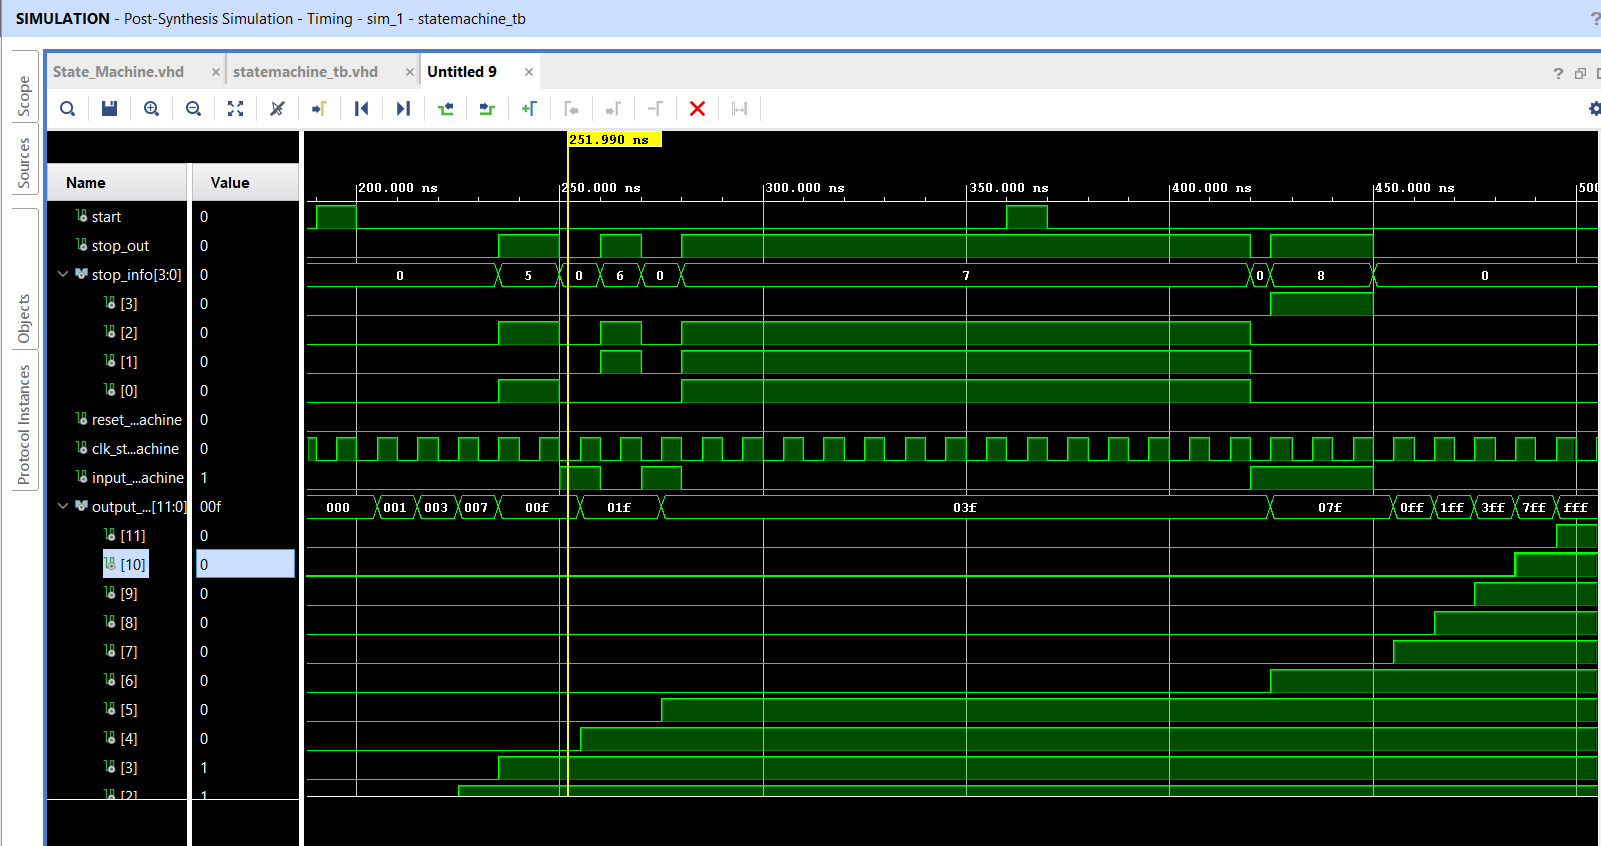 SIMULATION - Post-Synthesis Simulation - Timing - sim_1 - statemachine_tb ?
Scope
Sources
Objects
Protocol Instances
State_Machine.vhd × statemachine_tb.vhd × Untitled 9 × ?
251.990 ns
Name Value
200.000 ns 250.000 ns 300.000 ns 350.000 ns 400.000 ns 450.000 ns 500
start 0
stop_out 0
stop_info[3:0] 0 0 5 0 6 0 7 0 8 0
[3] 0
[2] 0
[1] 0
[0] 0
reset_...achine 0
clk_st...achine 0
input_...achine 1
output_...[11:0] 00f 000 001 003 007 00f 01f 03f 07f 0ff 1ff 3ff 7ff fff
[11] 0
[10] 0
[9] 0
[8] 0
[7] 0
[6] 0
[5] 0
[4] 0
[3] 1
[2] 1